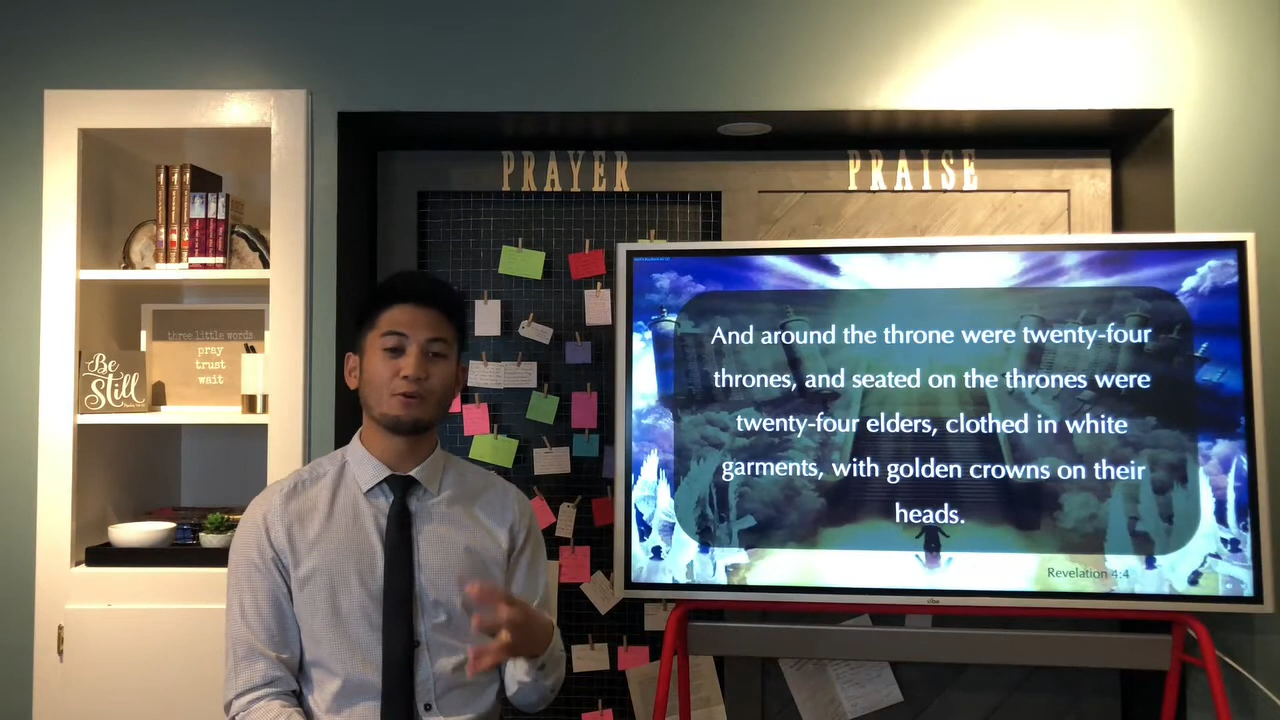 PRAYER
PRAISE
three little words
pray
trust
wait
Be
Still
And around the throne were twenty-four
thrones, and seated on the thrones were
twenty-four elders, clothed in white
garments, with golden crowns on their
heads.
Revelation 4:4
vibe